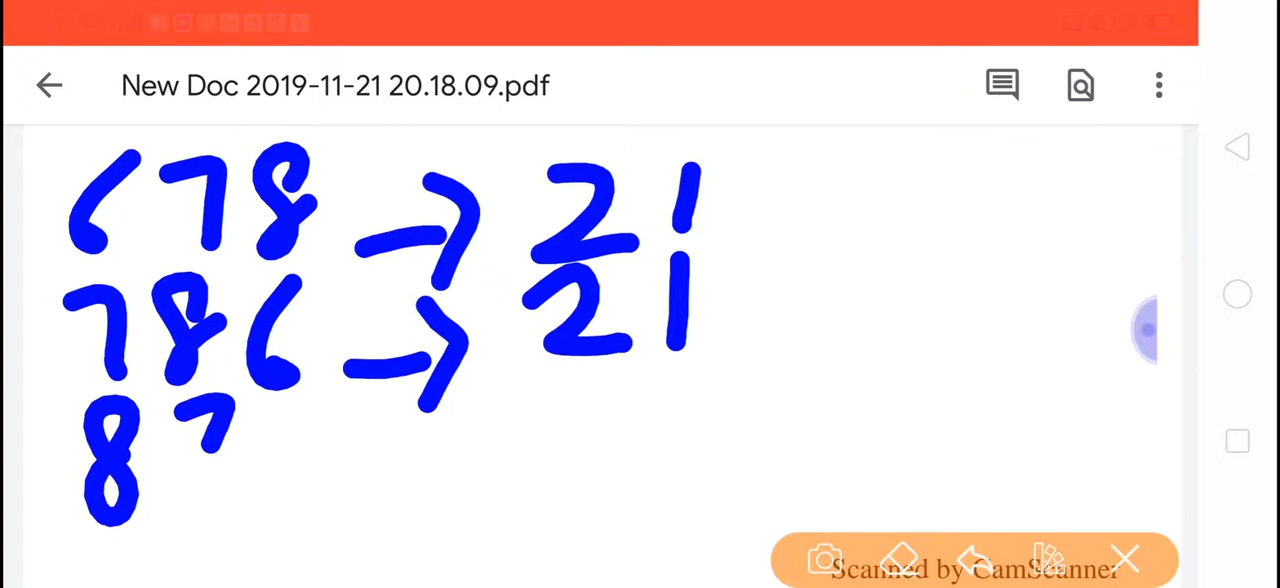 New Doc 2019-11-21 20.18.09.pdf
678 → 21
786 → 21
87
Scanned by CamScanner